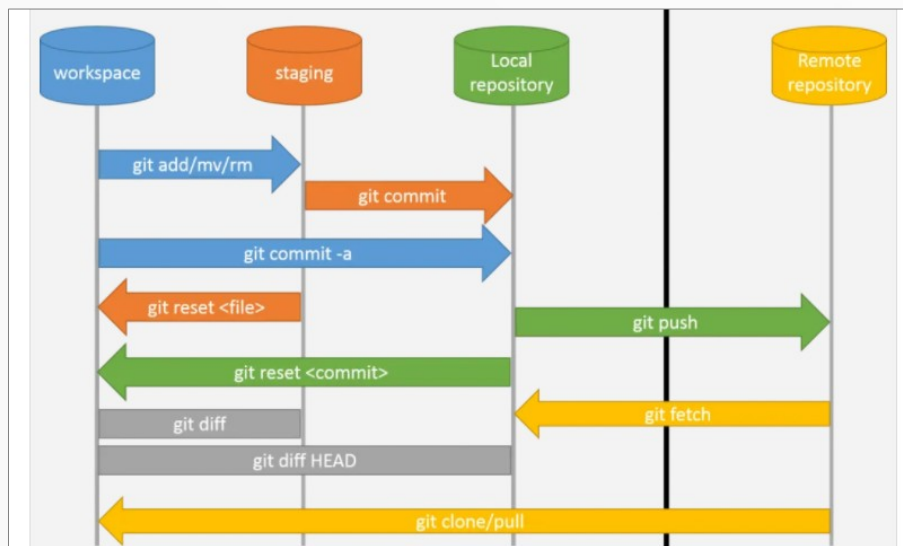 workspace
staging
Local
repository
Remote
repository
git add/mv/rm
git commit
git commit -a
git reset <file>
git push
git reset <commit>
git fetch
git diff
git diff HEAD
git clone/pull